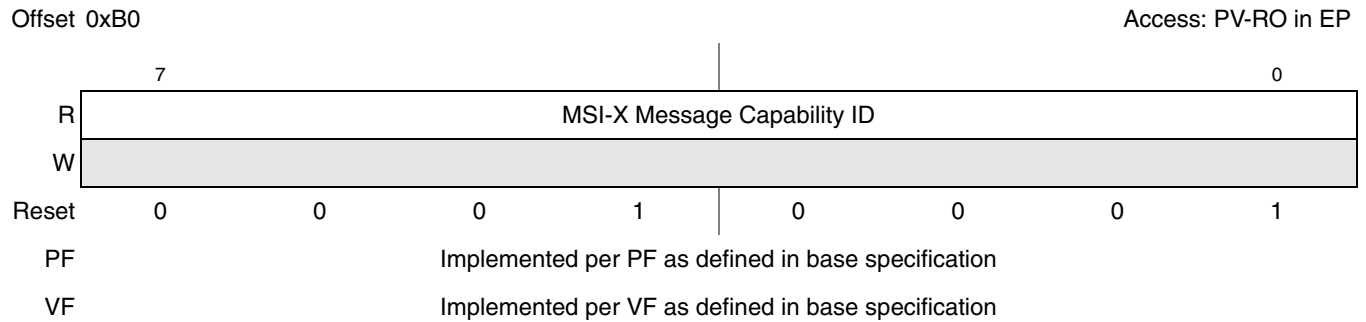 Offset 0xB0 Access: PV-RO in EP
7 0
R MSI-X Message Capability ID
W
Reset 0 0 0 1 0 0 0 1
PF Implemented per PF as defined in base specification
VF Implemented per VF as defined in base specification